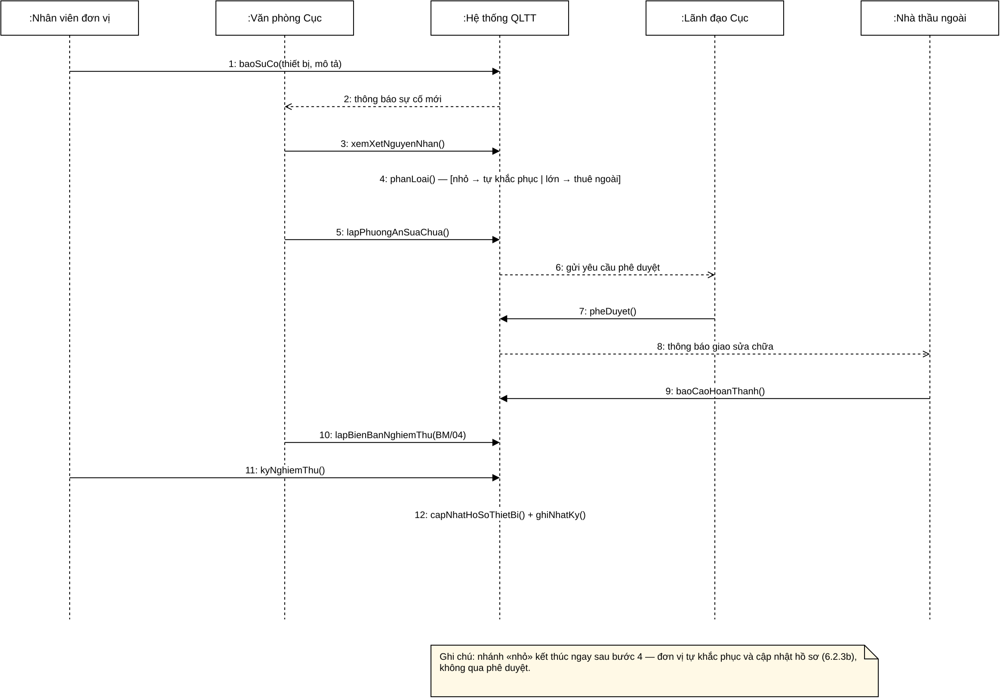 :Nhân viên đơn vị
:Văn phòng Cục
:Hệ thống QLTT
:Lãnh đạo Cục
:Nhà thầu ngoài
1: baoSuCo(thiết bị, mô tả)
2: thông báo sự cố mới
3: xemXetNguyenNhan()
4: phanLoai() — [nhỏ → tự khắc phục | lớn → thuê ngoài]
5: lapPhuongAnSuaChua()
6: gửi yêu cầu phê duyệt
7: pheDuyet()
8: thông báo giao sửa chữa
9: baoCaoHoanThanh()
10: lapBienBanNghiemThu(BM/04)
11: kyNghiemThu()
12: capNhatHoSoThietBi() + ghiNhatKy()
Ghi chú: nhánh «nhỏ» kết thúc ngay sau bước 4 — đơn vị tự khắc phục và cập nhật hồ sơ (6.2.3b),
không qua phê duyệt.